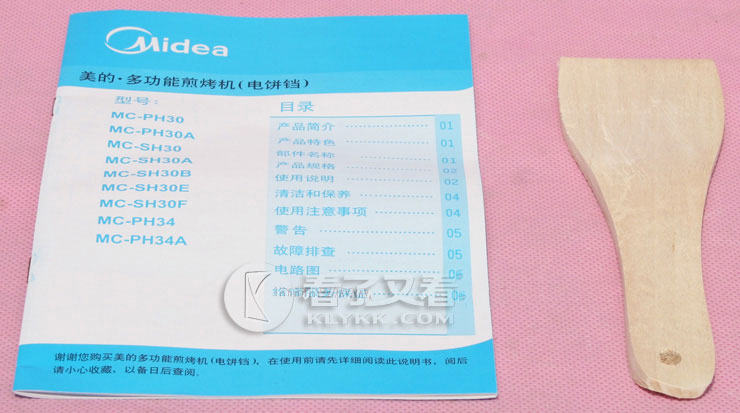 Midea
美的·多功能煎烤机(电饼铛)
型号:
MC-PH30
MC-PH30A
MC-SH30
MC-SH30A
MC-SH30B
MC-SH30E
MC-SH30F
MC-PH34
MC-PH34A
目录
产品简介 01
产品特色 01
部件名称 01
产品规格 02
使用说明 02
清洁和保养 04
使用注意事项 04
警告 05
故障排查 05
电路图 06
看了又看
KLYKK.COM
谢谢您购买美的多功能煎烤机(电饼铛),在使用前请先详细阅读此说明书,阅后
请小心收藏,以备日后查阅.